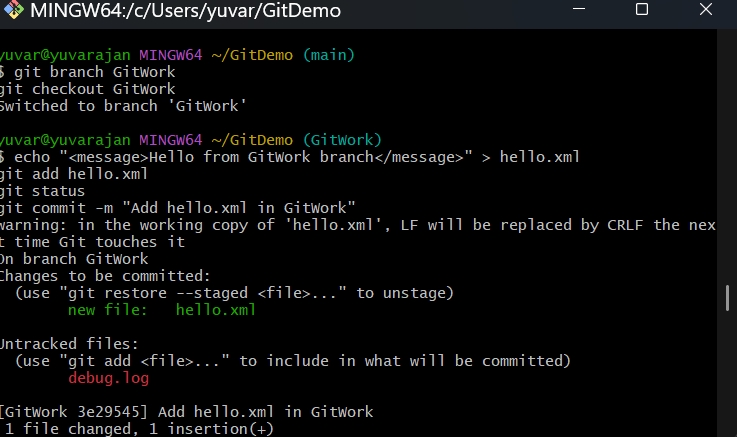 MINGW64:/c/Users/yuvar/GitDemo
yuvar@yuvarajan MINGW64 ~/GitDemo (main)
$ git branch GitWork
git checkout GitWork
Switched to branch 'GitWork'
yuvar@yuvarajan MINGW64 ~/GitDemo (GitWork)
$ echo "<message>Hello from GitWork branch</message>" > hello.xml
git add hello.xml
git status
git commit -m "Add hello.xml in GitWork"
warning: in the working copy of 'hello.xml', LF will be replaced by CRLF the nex
t time Git touches it
On branch GitWork
Changes to be committed:
  (use "git restore --staged <file>..." to unstage)
        new file:   hello.xml
Untracked files:
  (use "git add <file>..." to include in what will be committed)
        debug.log
[GitWork 3e29545] Add hello.xml in GitWork
 1 file changed, 1 insertion(+)